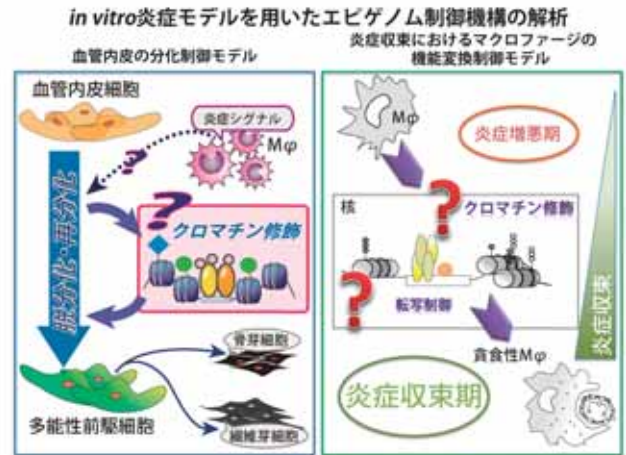 in vitro炎症モデルを用いたエピゲノム制御機構の解析
血管内皮の分化制御モデル
血管内皮細胞
炎症シグナル
Mφ
?
?
脱分化・再分化
クロマチン修飾
骨芽細胞
多能性前駆細胞
繊維芽細胞
炎症収束におけるマクロファージの
機能変換制御モデル
Mφ
炎症増悪期
?
核
クロマチン修飾
?
転写制御
貪食性Mφ
炎症収束
炎症収束期